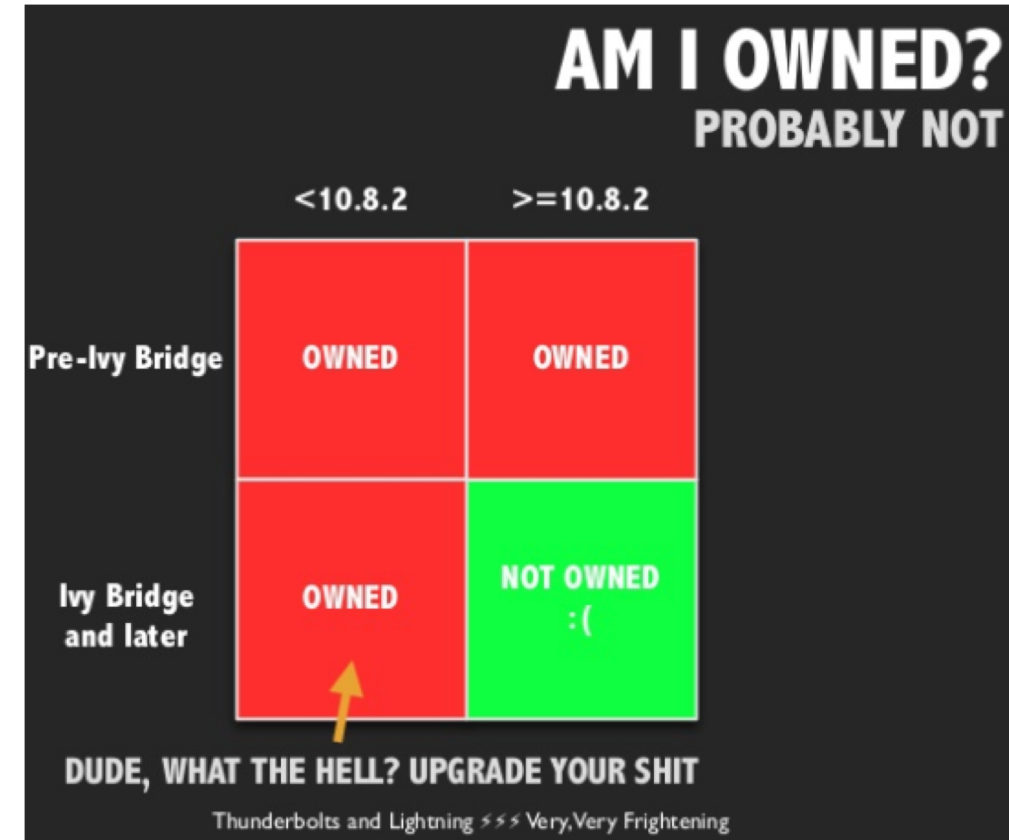 AM I OWNED?
PROBABLY NOT
<10.8.2 >=10.8.2
Pre-Ivy Bridge OWNED OWNED
Ivy Bridge
and later
OWNED
NOT OWNED
:(
DUDE, WHAT THE HELL? UPGRADE YOUR SHIT
Thunderbolts and Lightning ⚡⚡⚡ Very,Very Frightening